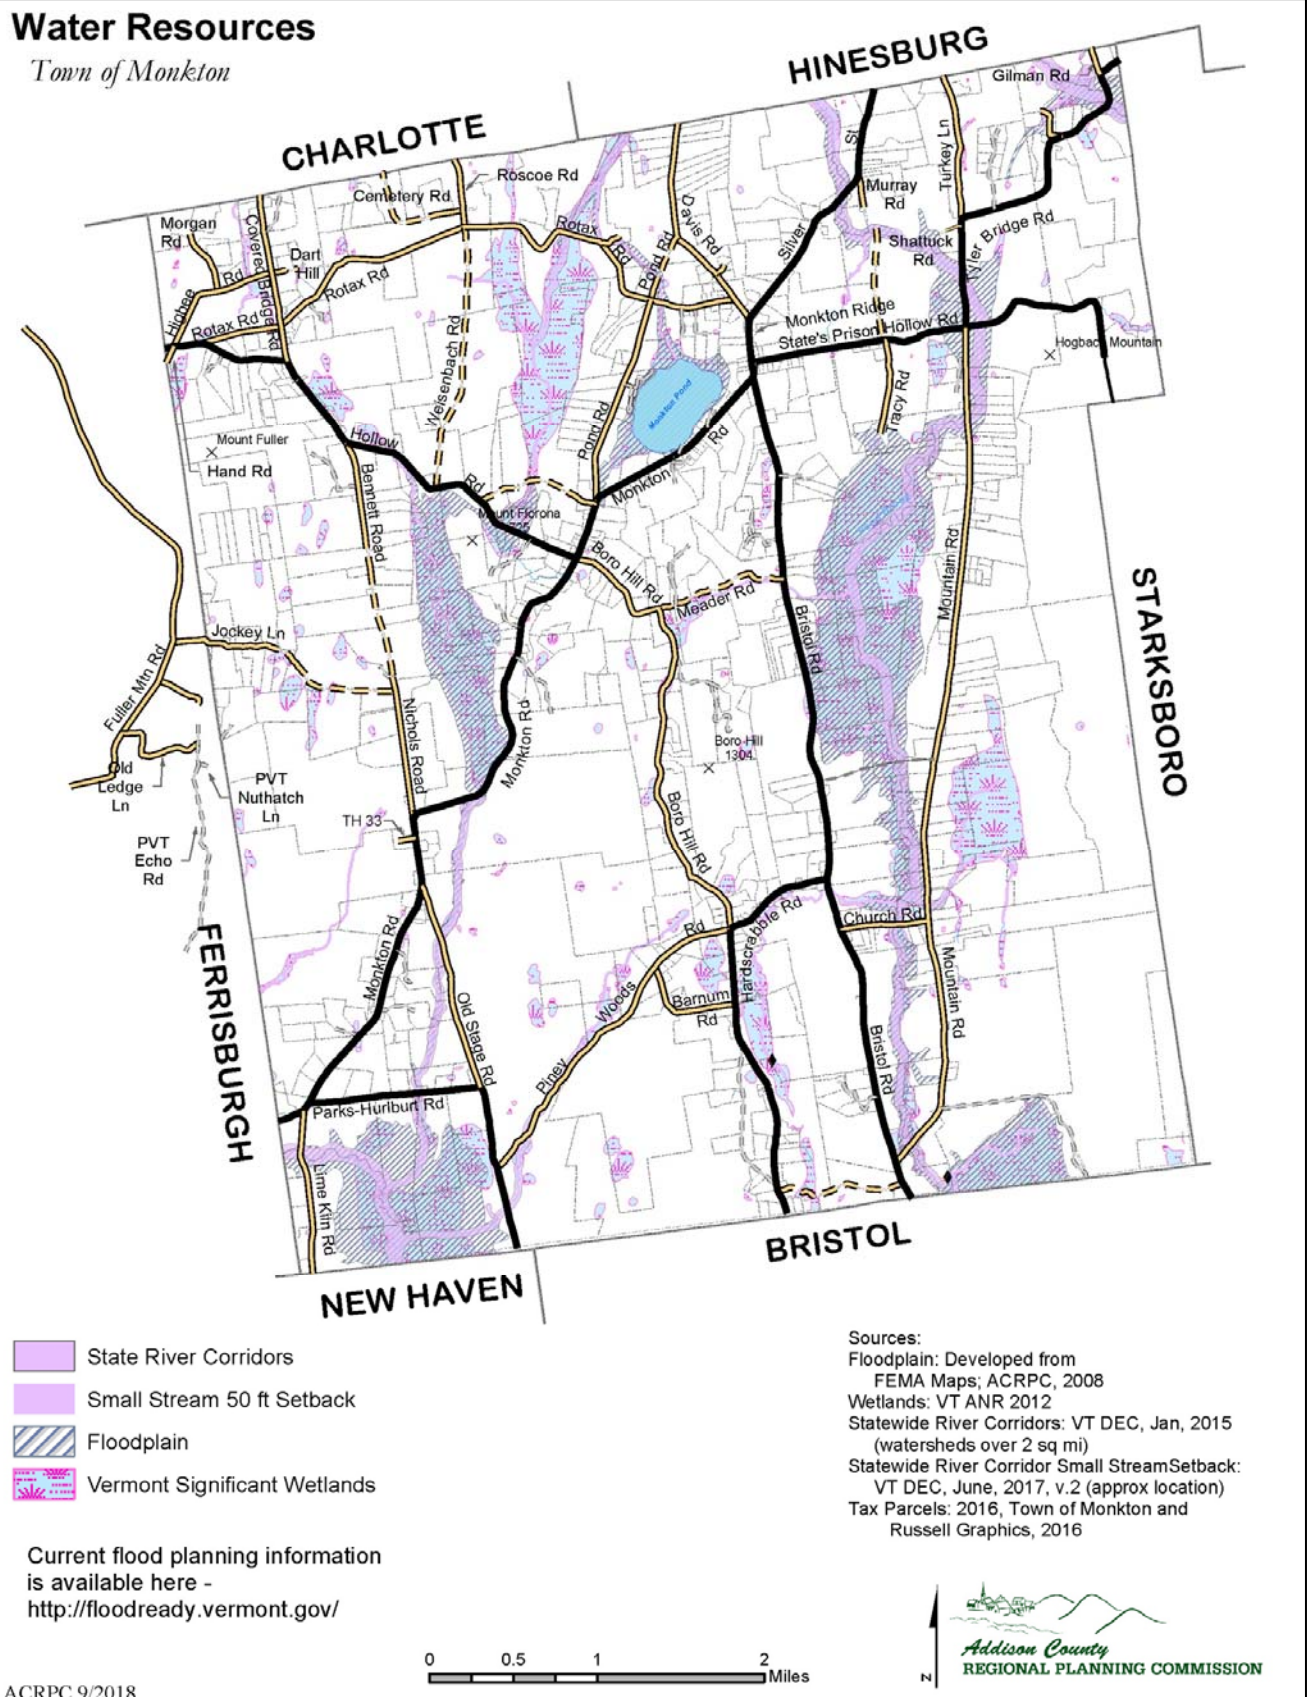 Water Resources
Town of Monkton
HINESBURG
Gilman Rd
CHARLOTTE
St
Turkey Ln
Roscoe Rd
Cemetery Rd
Murray
Rd
Morgan
Rd
Covered Bridge Rd
Davis Rd
Rotax
Rd
Silver
Shattuck
Rd
Tyler Bridge Rd
Dart
Hill
Rd
Rotax Rd
Pond Rd
Higbee
Rotax Rd
Monkton Ridge
State's Prison Hollow Rd
Hogback Mountain
Weisenbach Rd
Monkton Pond
Tracy Rd
Pond Rd
Rd
Mount Fuller
Hollow
Hand Rd
Bennett Road
Rd
Monkton
Mount Florona
725
Boro Hill Rd
Mountain Rd
STARKSBORO
Meader Rd
Bristol Rd
Jockey Ln
Fuller Mtn Rd
Nichols Road
Monkton Rd
Boro Hill
1304
Old
Ledge
Ln
PVT
Nuthatch
Ln
Boro Hill Rd
TH 33
PVT
Echo
Rd
FERRISBURGH
Monkton Rd
Rd
Hardscrabble Rd
Church Rd
Woods
Barnum
Rd
Mountain Rd
Old Stage Rd
Piney
Bristol Rd
Parks-Hurlburt Rd
Lime Kiln Rd
BRISTOL
NEW HAVEN
State River Corridors
Small Stream 50 ft Setback
Floodplain
Vermont Significant Wetlands
Sources:
Floodplain: Developed from
FEMA Maps; ACRPC, 2008
Wetlands: VT ANR 2012
Statewide River Corridors: VT DEC, Jan, 2015
(watersheds over 2 sq mi)
Statewide River Corridor Small StreamSetback:
VT DEC, June, 2017, v.2 (approx location)
Tax Parcels: 2016, Town of Monkton and
Russell Graphics, 2016
Current flood planning information
is available here -
http://floodready.vermont.gov/
0 0.5 1 2
Miles
N
Addison County
REGIONAL PLANNING COMMISSION
ACRPC 9/2018